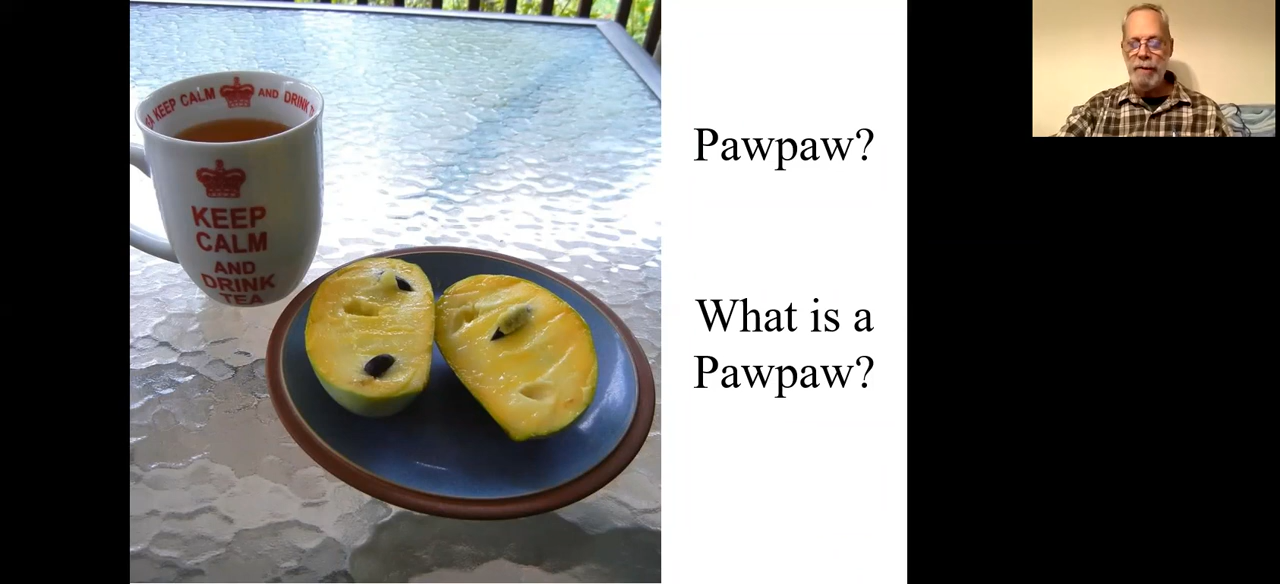 KEEP CALM AND DRINK
KEEP
CALM
AND
DRINK
TEA
Pawpaw?
What is a
Pawpaw?